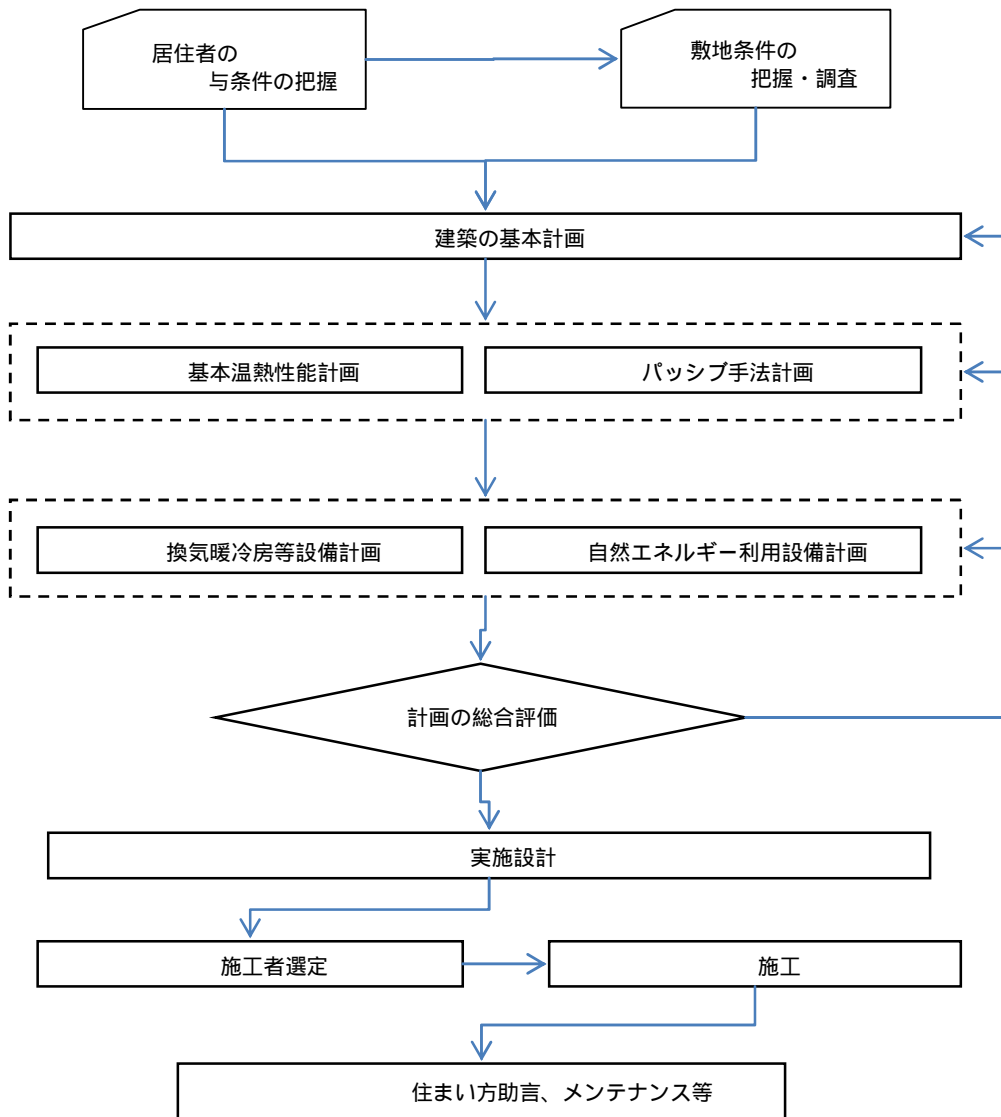 居住者の
与条件の把握
敷地条件の
把握・調査
建築の基本計画
基本温熱性能計画
パッシブ手法計画
換気暖冷房等設備計画
自然エネルギー利用設備計画
計画の総合評価
実施設計
施工者選定
施工
住まい方助言、メンテナンス等